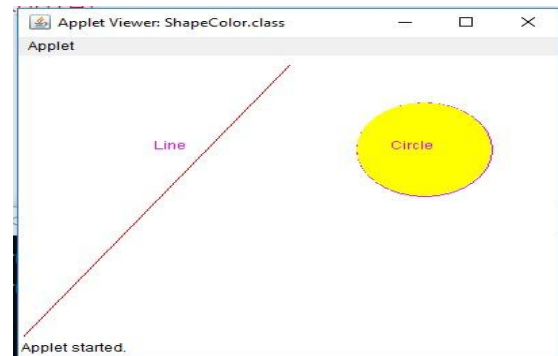 Applet Viewer: ShapeColor.class
Applet
Line
Circle
Applet started.